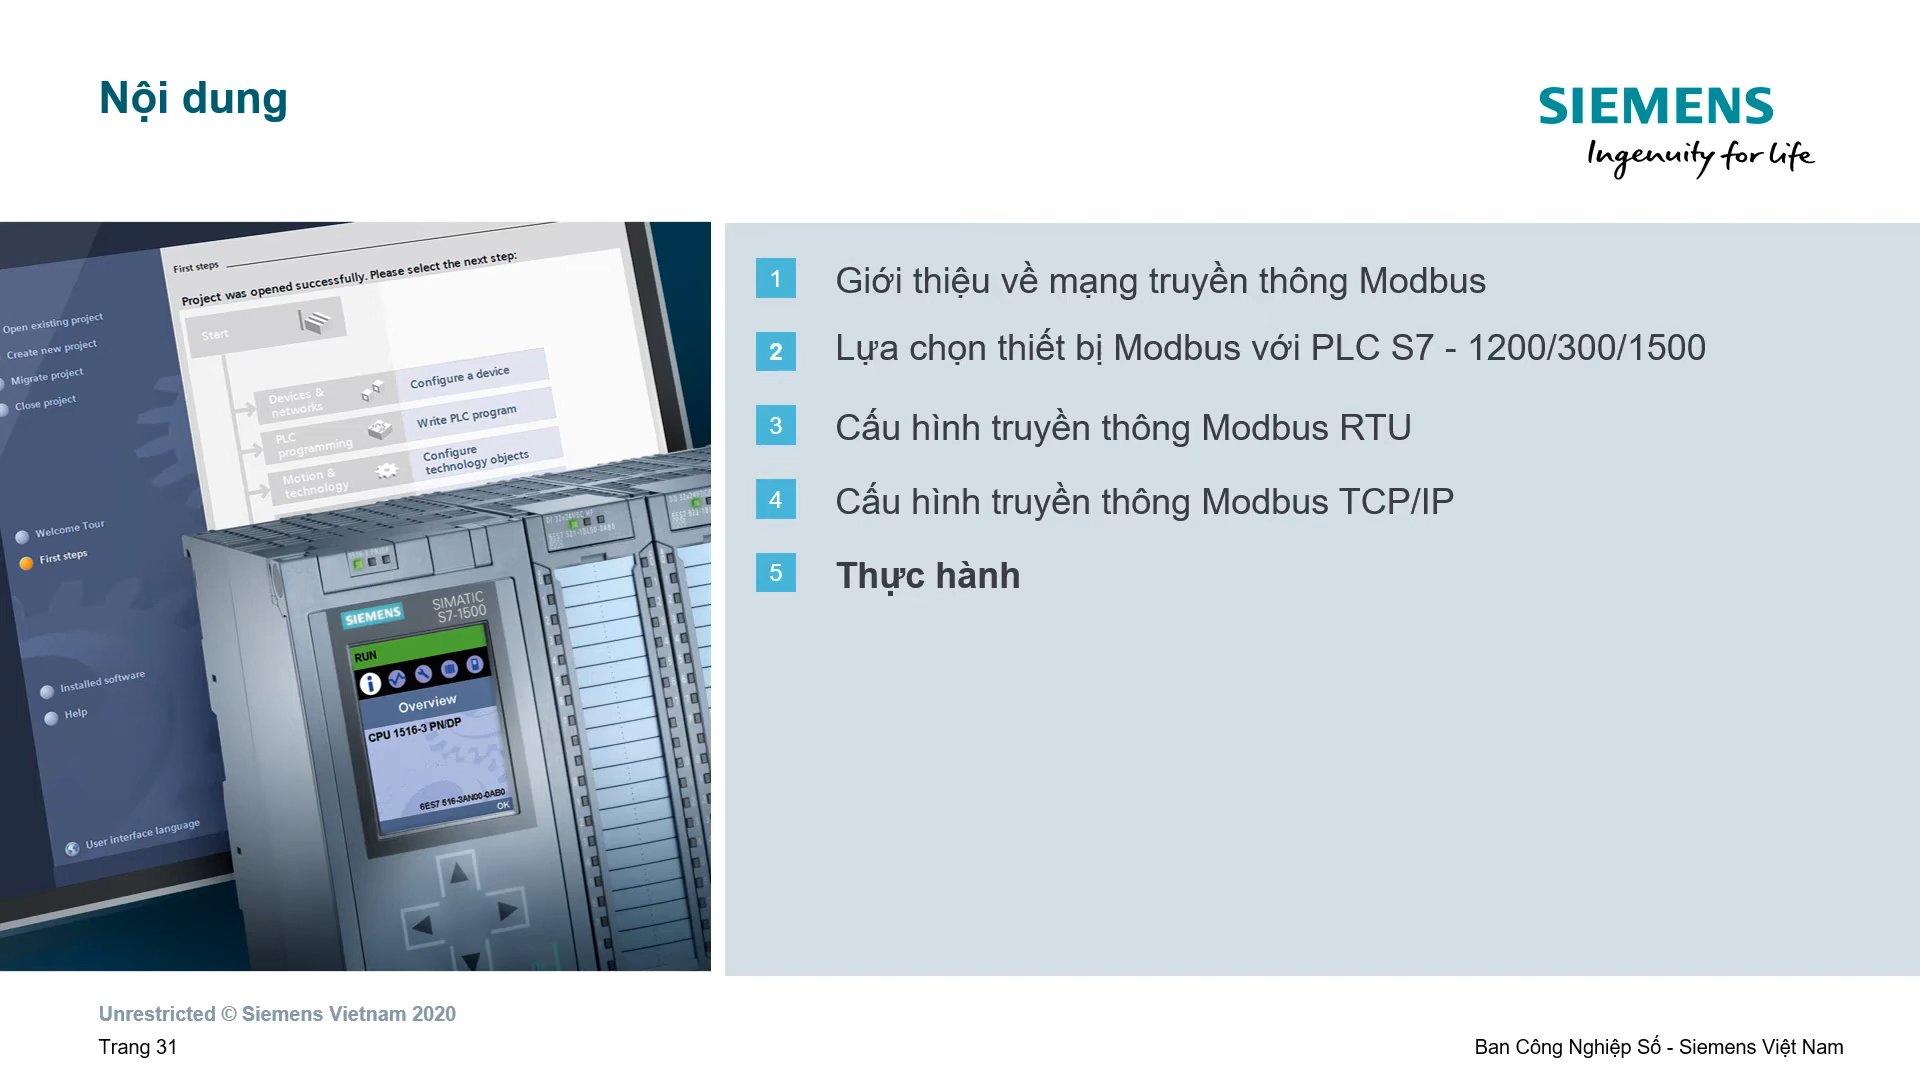 Nội dung
SIEMENS
Ingenuity for life
First steps
Project was opened successfully. Please select the next step:
Start
Open existing project
Create new project
Migrate project
Close project
Devices & networks
Configure a device
PLC programming
Write PLC program
Motion & technology
Configure technology objects
Welcome Tour
First steps
Installed software
Help
User interface language
SIEMENS
SIMATIC
S7-1500
RUN
Overview
CPU 1516-3 PN/DP
6ES7 516-3AN00-0AB0
OK
1 Giới thiệu về mạng truyền thông Modbus
2 Lựa chọn thiết bị Modbus với PLC S7 - 1200/300/1500
3 Cấu hình truyền thông Modbus RTU
4 Cấu hình truyền thông Modbus TCP/IP
5 Thực hành
Unrestricted © Siemens Vietnam 2020
Trang 31
Ban Công Nghiệp Số - Siemens Việt Nam